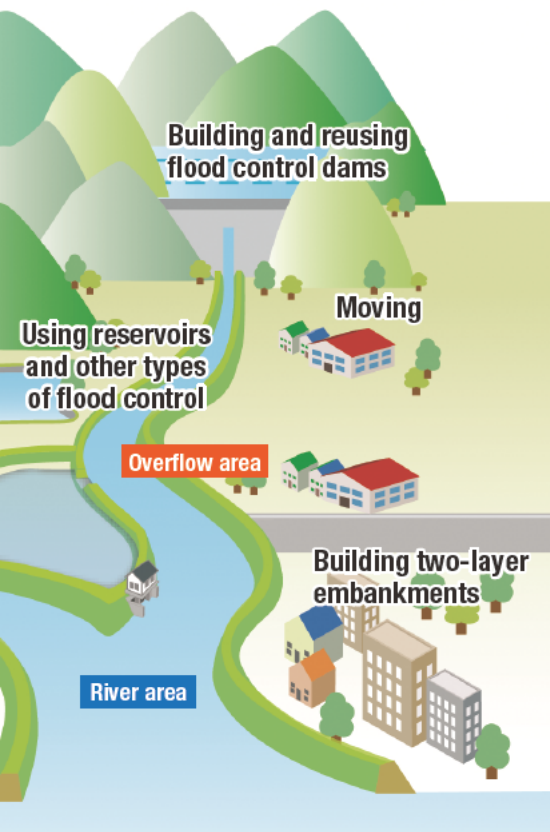 Building and reusing
flood control dams
Moving
Using reservoirs
and other types
of flood control
Overflow area
Building two-layer
embankments
River area